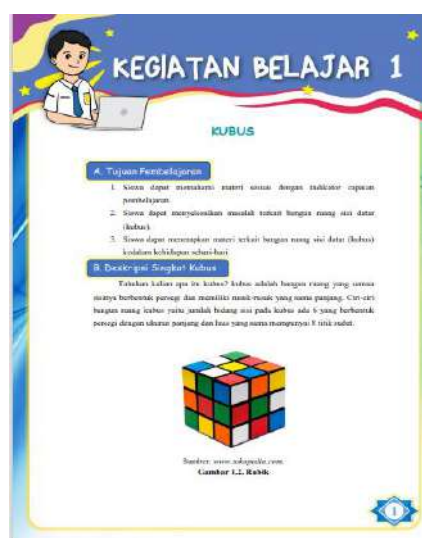 KEGIATAN BELAJAR 1
KUBUS
A. Tujuan Pembelajaran
1. Siswa dapat memahami materi sesuai dengan indikator capaian
pembelajaran.
2. Siswa dapat menyelesaikan masalah terkait bangun ruang sisi datar
(kubus).
3. Siswa dapat menerapkan materi terkait bangun ruang sisi datar (kubus)
kedalam kehidupan sehari-hari.
B. Deskripsi Singkat Kubus
Tahukan kalian apa itu kubus? kubus adalah bangun ruang yang semua
sisinya berbentuk persegi dan memiliki rusuk-rusuk yang sama panjang. Ciri-ciri
bangun ruang kubus yaitu jumlah bidang sisi pada kubus ada 6 yang berbentuk
persegi dengan ukuran panjang dan luas yang sama mempunyai 8 titik sudut.
Sumber:
Gambar 1.2. Rubik
1